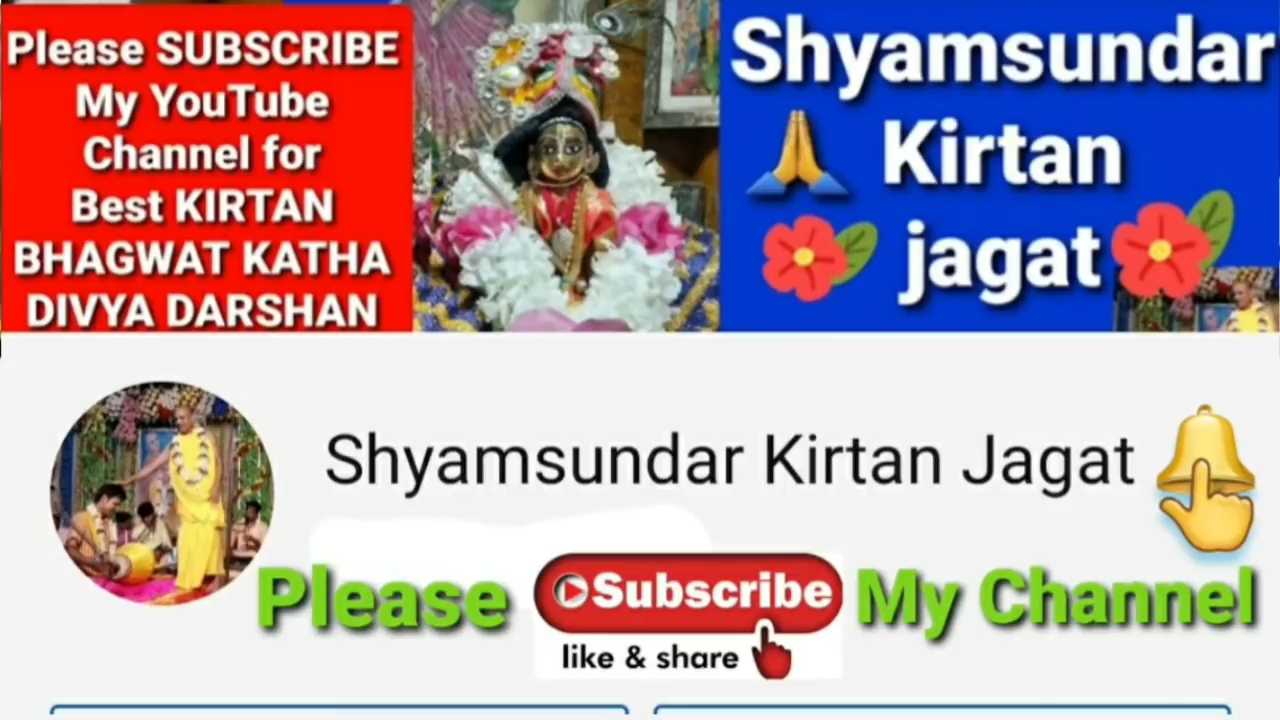 Please SUBSCRIBE
My YouTube
Channel for
Best KIRTAN
BHAGWAT KATHA
DIVYA DARSHAN
Shyamsundar
Kirtan
jagat
Shyamsundar Kirtan Jagat
Please Subscribe My Channel
like & share